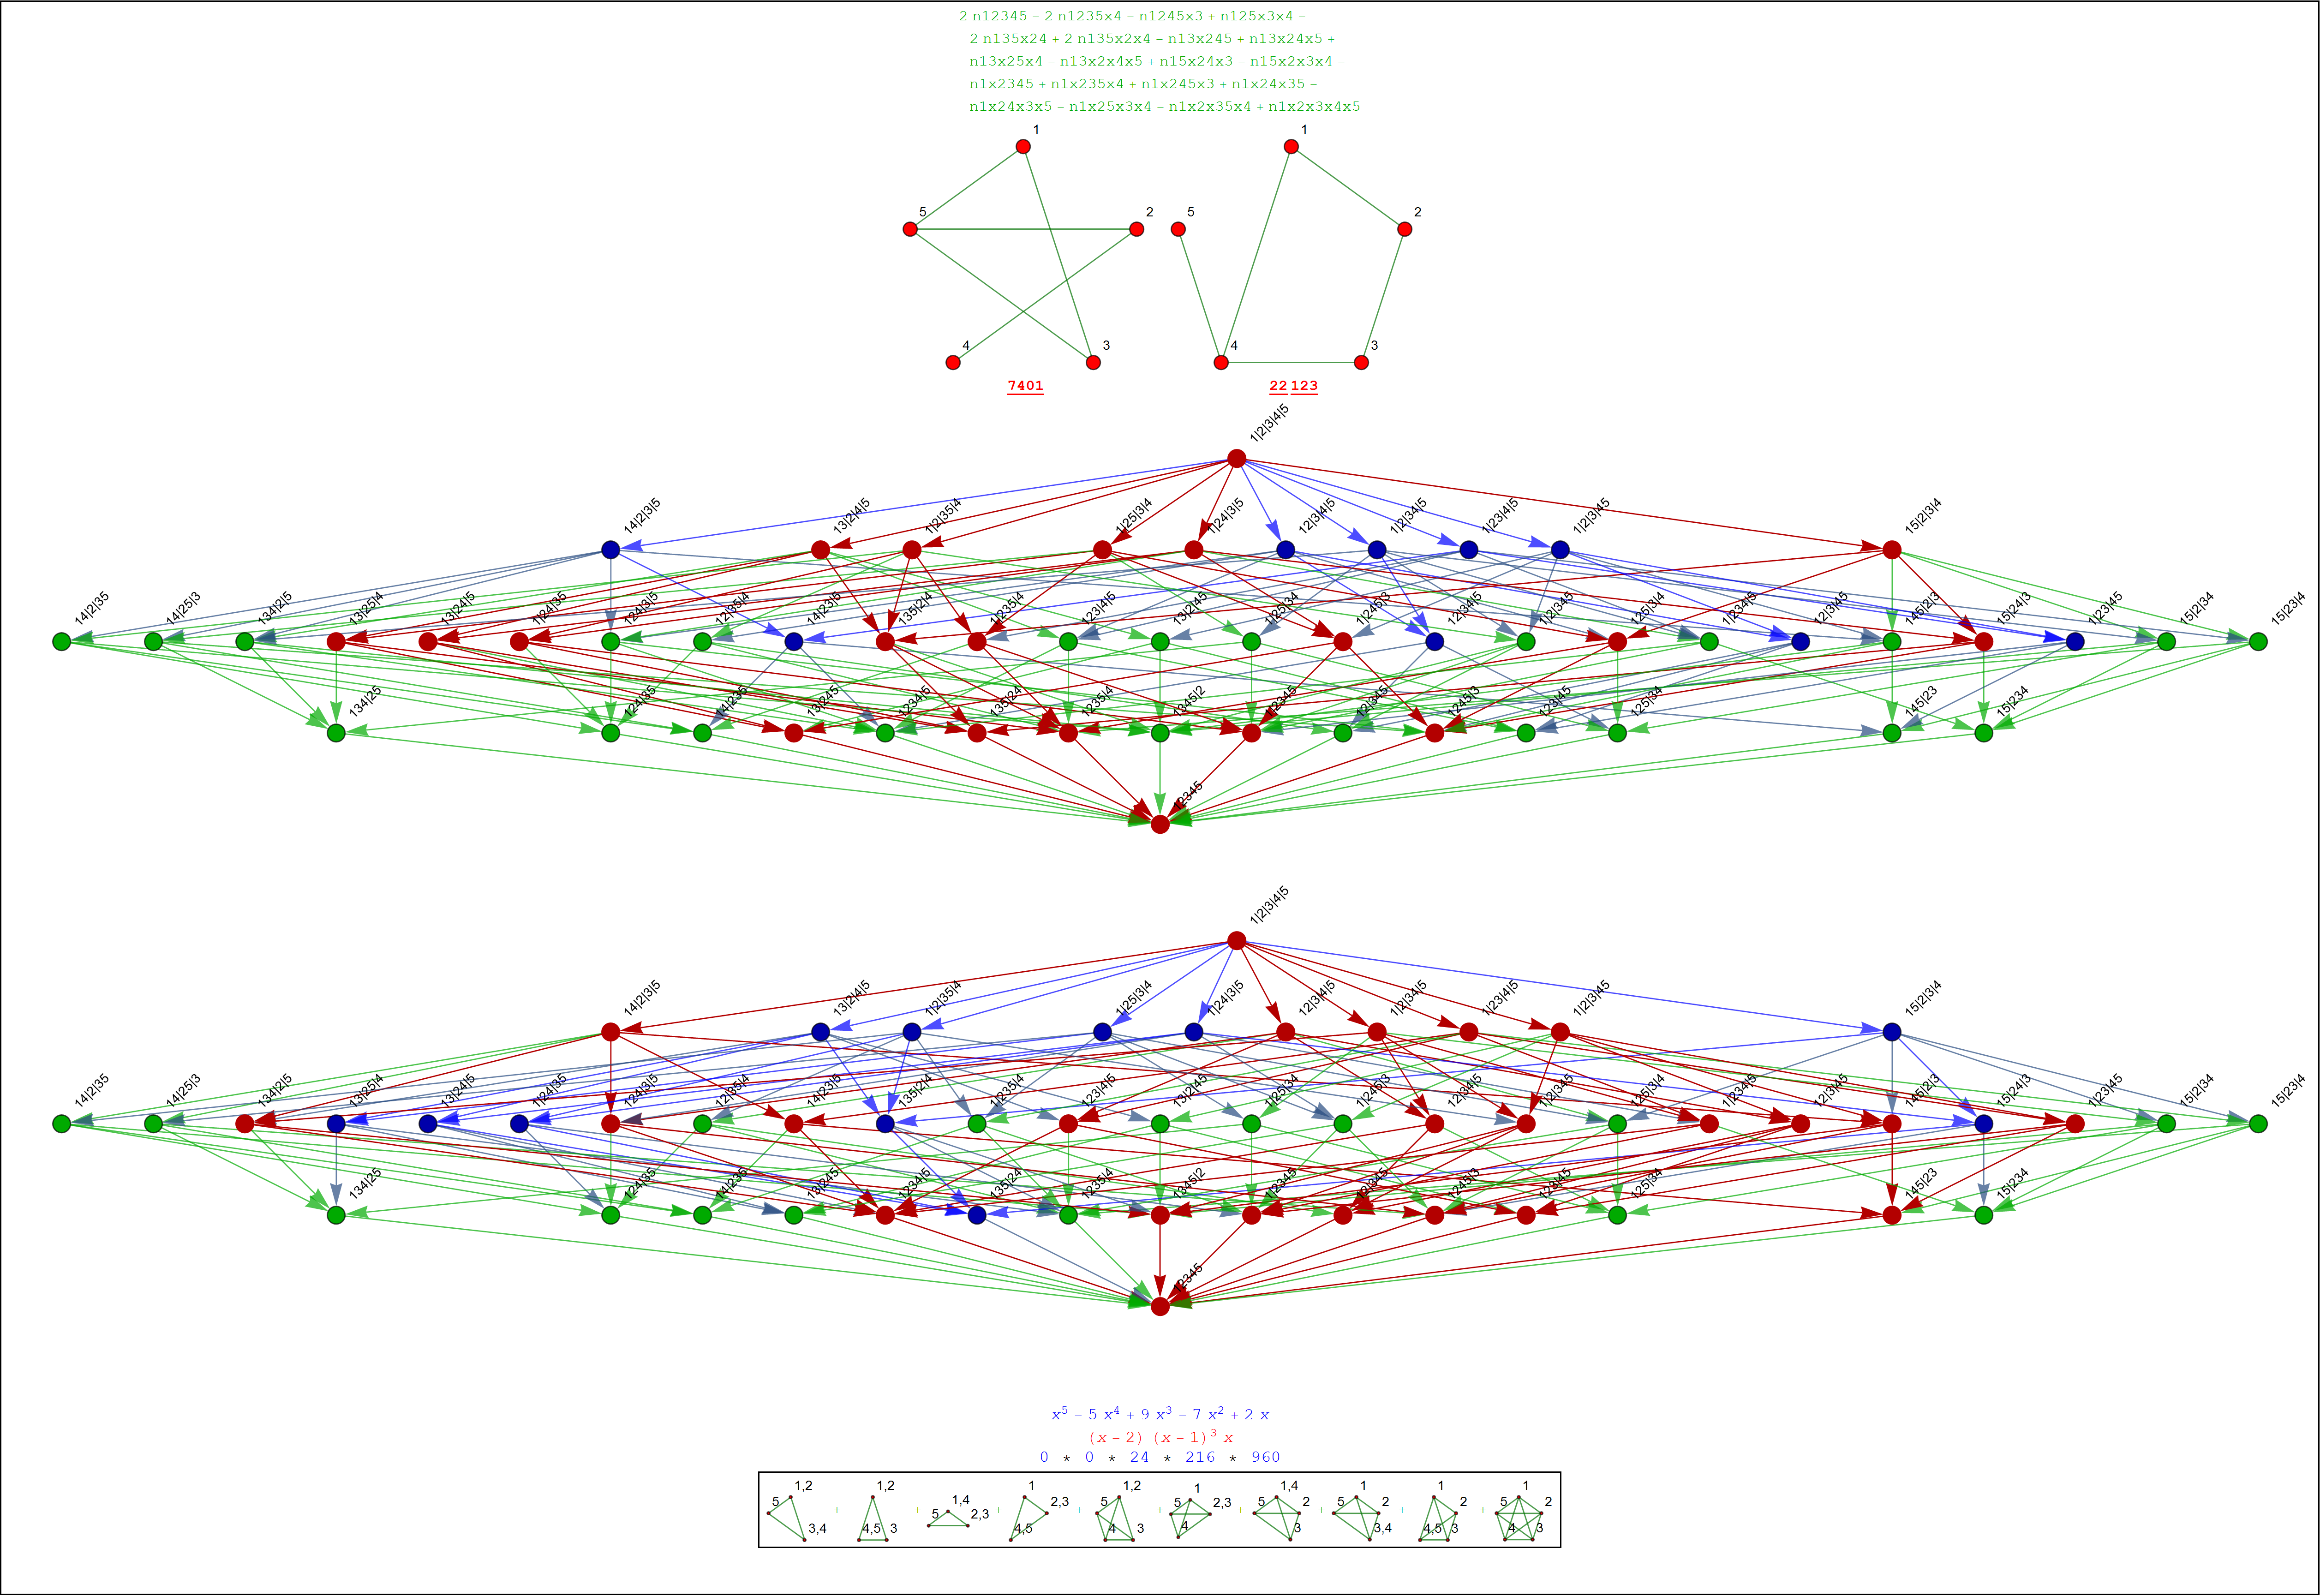 2 n12345 – 2 n1235x4 – n1245x3 + n125x3x4 –
2 n135x24 + 2 n135x2x4 – n13x245 + n13x24x5 +
n13x25x4 – n13x2x4x5 + n15x24x3 – n15x2x3x4 –
n1x2345 + n1x235x4 + n1x245x3 + n1x24x35 –
n1x24x3x5 – n1x25x3x4 – n1x2x35x4 + n1x2x3x4x5
1 1
5 2 5 2
4 3 4 3
7401 22 123
1|2|3|4|5
14|2|3|5 13|2|4|5 1|2|35|4 1|25|3|4 1|24|3|5 12|3|4|5 1|2|34|5 1|23|4|5 1|2|3|45 15|2|3|4
14|2|35 14|25|3 134|2|5 13|25|4 13|24|5 1|24|35 124|3|5 12|35|4 14|23|5 135|2|4 1|235|4 123|4|5 13|2|45 1|25|34 1|245|3 12|34|5 1|2|345 125|3|4 1|234|5 12|3|45 145|2|3 15|24|3 1|23|45 15|2|34 15|23|4
134|25 124|35 14|235 13|245 1234|5 135|24 1235|4 1345|2 1|2345 12|345 1245|3 123|45 125|34 145|23 15|234
12345
1|2|3|4|5
14|2|3|5 13|2|4|5 1|2|35|4 1|25|3|4 1|24|3|5 12|3|4|5 1|2|34|5 1|23|4|5 1|2|3|45 15|2|3|4
14|2|35 14|25|3 134|2|5 13|25|4 13|24|5 1|24|35 124|3|5 12|35|4 14|23|5 135|2|4 1|235|4 123|4|5 13|2|45 1|25|34 1|245|3 12|34|5 1|2|345 125|3|4 1|234|5 12|3|45 145|2|3 15|24|3 1|23|45 15|2|34 15|23|4
134|25 124|35 14|235 13|245 1234|5 135|24 1235|4 1345|2 1|2345 12|345 1245|3 123|45 125|34 145|23 15|234
12345
x⁵ – 5 x⁴ + 9 x³ – 7 x² + 2 x
(x – 2) (x – 1)³ x
0 * 0 * 24 * 216 * 960
1,2 1,2 1,4 1 1,2 1 1,4 1 1 1
5 + + 5 2,3 + 2,3 + 5 + 5 2,3 + 5 2 + 5 2 + 2 + 5 2
3,4 4,5 3 4,5 4 3 4 3 3,4 4,5 3 4 3